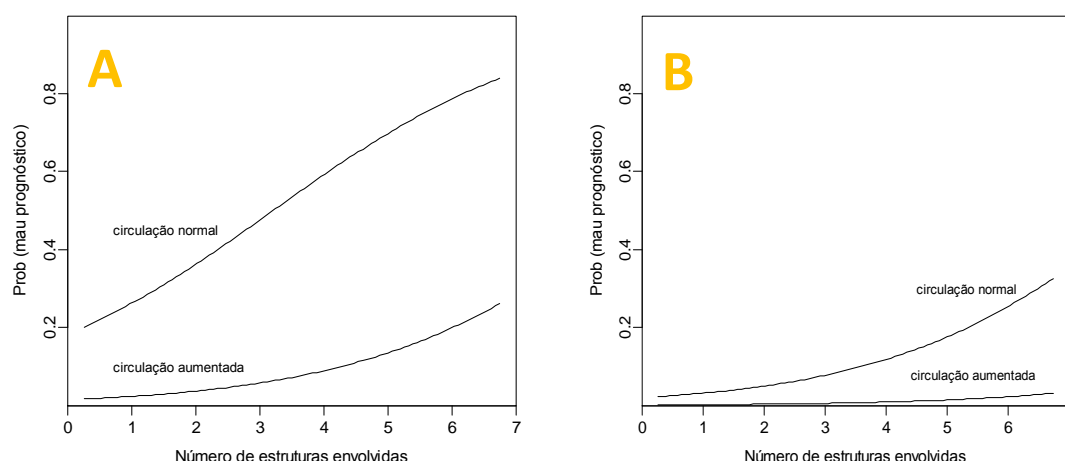 A
Prob (mau prognóstico)
0.2 0.4 0.6 0.8
circulação normal
circulação aumentada
0 1 2 3 4 5 6 7
Número de estruturas envolvidas
B
Prob (mau prognóstico)
0.2 0.4 0.6 0.8
circulação normal
circulação aumentada
0 1 2 3 4 5 6
Número de estruturas envolvidas